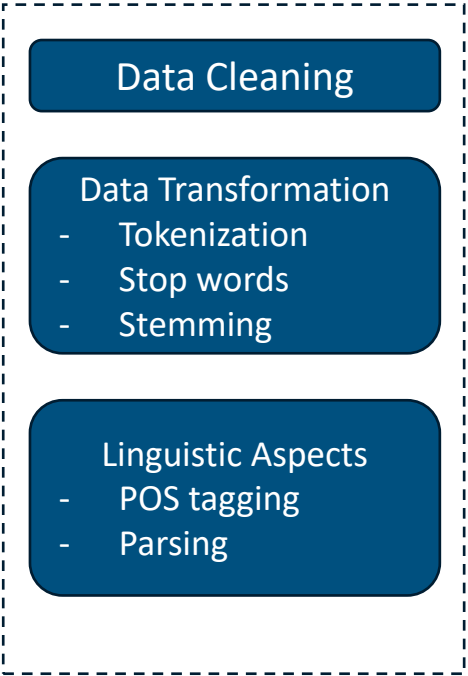 Data Cleaning
Data Transformation
- Tokenization
- Stop words
- Stemming
Linguistic Aspects
- POS tagging
- Parsing